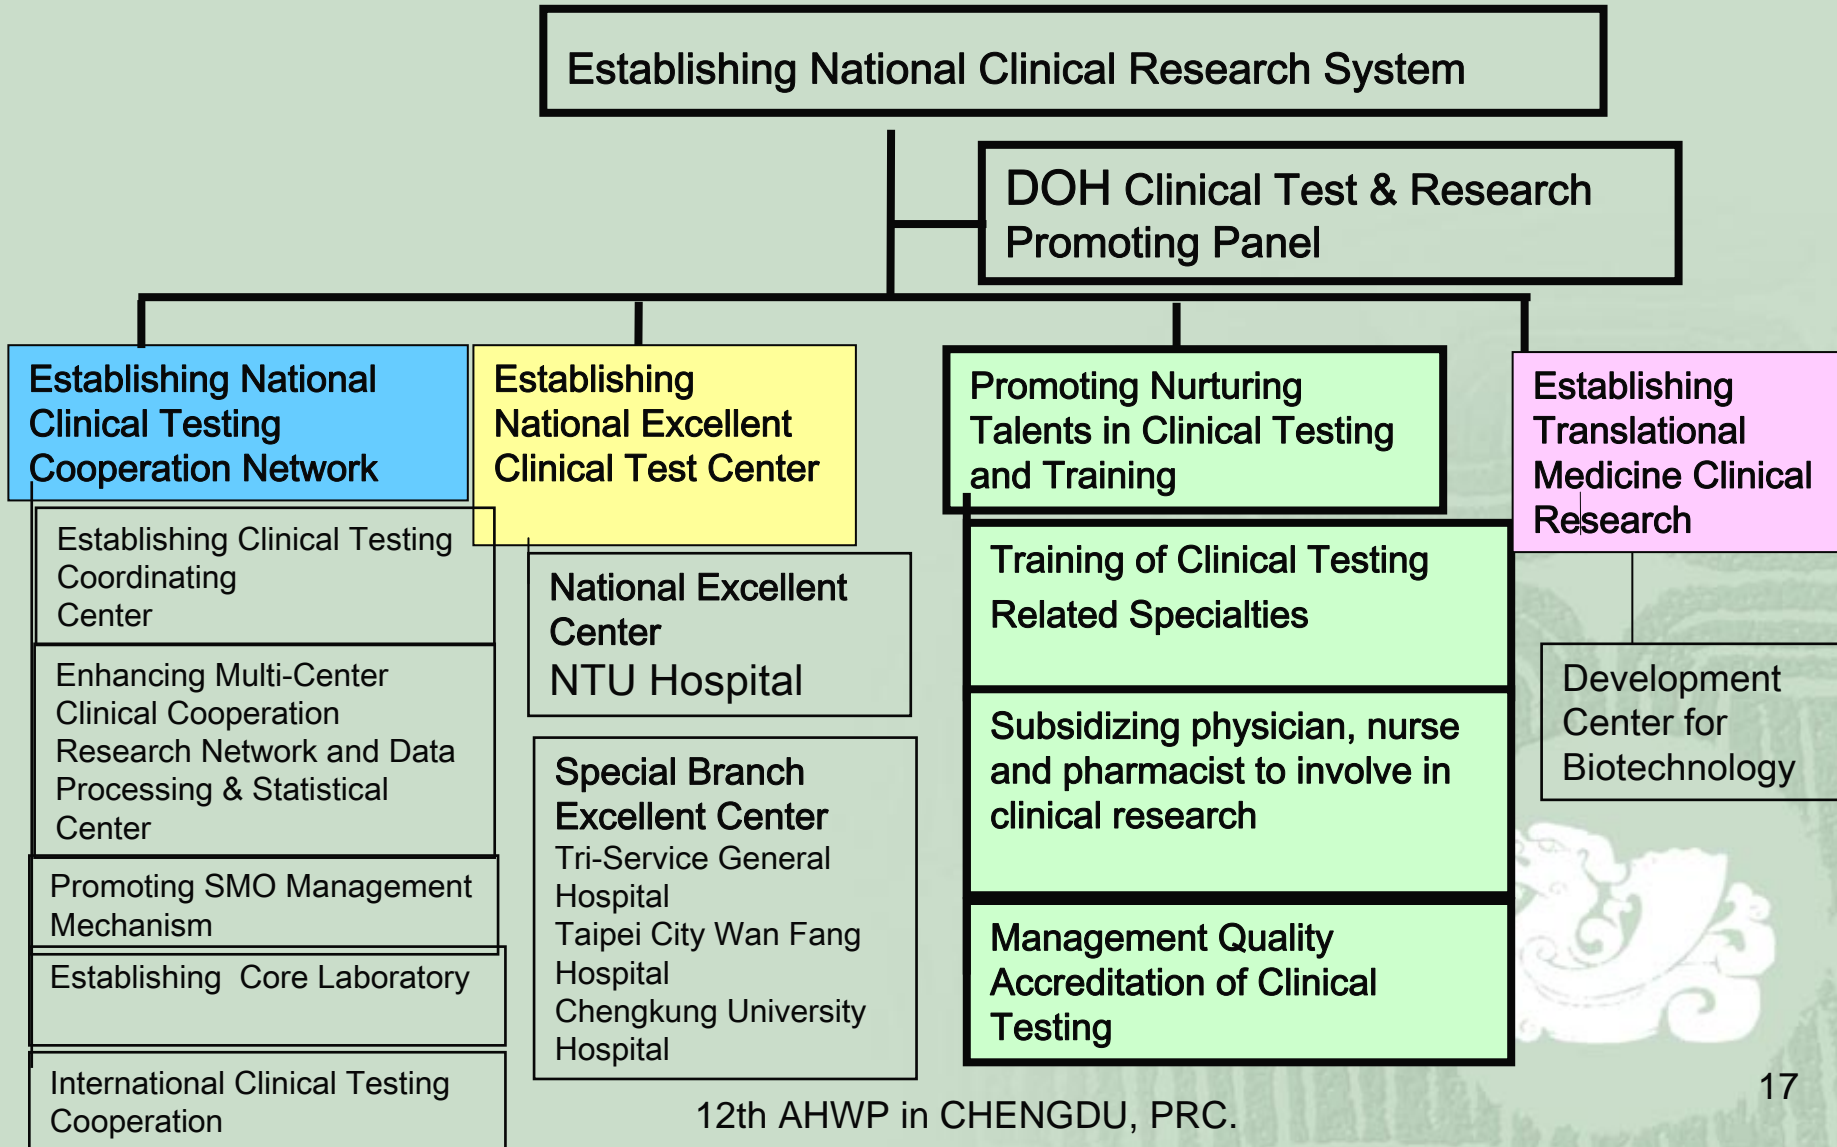 Establishing National Clinical Research System
DOH Clinical Test & Research
Promoting Panel
Establishing National
Clinical Testing
Cooperation Network
Establishing Clinical Testing
Coordinating
Center
Enhancing Multi-Center
Clinical Cooperation
Research Network and Data
Processing & Statistical
Center
Promoting SMO Management
Mechanism
Establishing Core Laboratory
International Clinical Testing
Cooperation
Establishing
National Excellent
Clinical Test Center
National Excellent
Center
NTU Hospital
Special Branch
Excellent Center
Tri-Service General
Hospital
Taipei City Wan Fang
Hospital
Chengkung University
Hospital
Promoting Nurturing
Talents in Clinical Testing
and Training
Training of Clinical Testing
Related Specialties
Subsidizing physician, nurse
and pharmacist to involve in
clinical research
Management Quality
Accreditation of Clinical
Testing
Establishing
Translational
Medicine Clinical
Research
Development
Center for
Biotechnology
12th AHWP in CHENGDU, PRC.
17